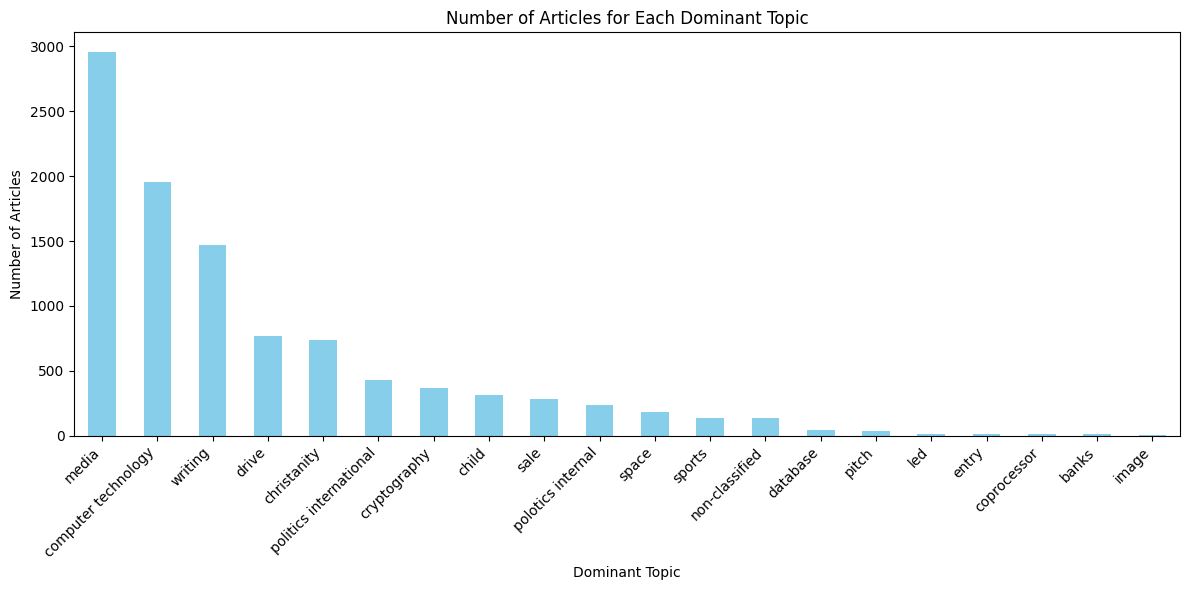 Number of Articles for Each Dominant Topic
Number of Articles
3000
2500
2000
1500
1000
500
0
media
computer technology
writing
drive
christanity
politics international
cryptography
child
sale
polotics internal
space
sports
non-classified
database
pitch
led
entry
coprocessor
banks
image
Dominant Topic